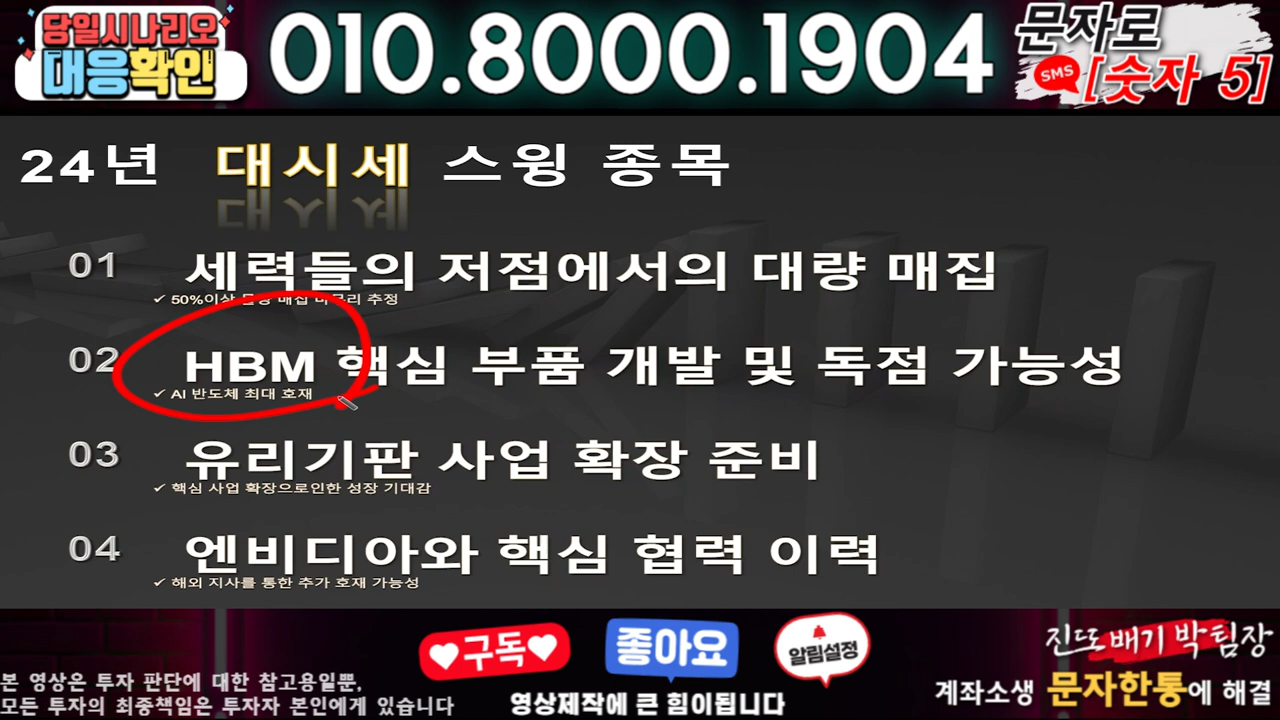 당일시나리오
대응확인
010.8000.1904
문자로
SMS [숫자 5]
24년 대시세 스윙 종목
01 세력들의 저점에서의 대량 매집
✓ 50%이상 물량 매집 마무리 추정
02 HBM 핵심 부품 개발 및 독점 가능성
✓ AI 반도체 최대 호재
03 유리기판 사업 확장 준비
✓ 핵심 사업 확장으로인한 성장 기대감
04 엔비디아와 핵심 협력 이력
✓ 해외 지사를 통한 추가 호재 가능성
본 영상은 투자 판단에 대한 참고용일뿐,
모든 투자의 최종책임은 투자자 본인에게 있습니다
구독
좋아요
알림설정
영상제작에 큰 힘이됩니다
진또배기 박팀장
계좌소생 문자한통에 해결